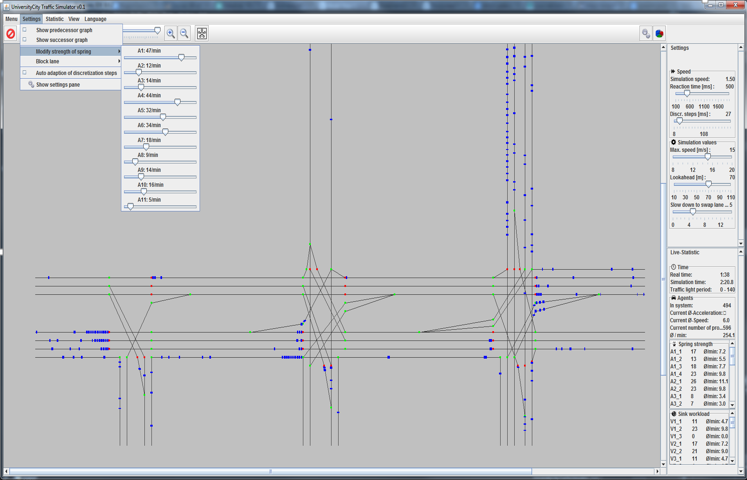 UniverCity Traffic Simulator v0.1
Menu Settings Statistic View Language
Show predecessor graph
Show successor graph
Modify strength of spring
Block lane
Auto adaption of discretization steps
Show settings pane
A1: 47/min
A2: 12/min
A3: 14/min
A4: 44/min
A5: 32/min
A6: 34/min
A7: 18/min
A8: 9/min
A9: 14/min
A10: 16/min
A11: 5/min
Settings
Speed
Simulation speed: 1.50
Reaction time [ms] : 500
100 600 1100 1600
Discr. steps [ms] : 27
8 108
Simulation values
Max. speed [m/s] : 15
8 12 16 20
Lookahead [m] : 70
10 30 50 70 90 110
Slow down to swap lane ... 5
0 4 8 12
Live-Statistic
Time
Real time: 1:38
Simulation time: 2:20.8
Traffic light period: 0 - 140
Agents
In system: 494
Current Ø-Acceleration:
Current Ø-Speed: 6.0
Current number of pro...596
Ø / min: 254.1
Spring strength
A1_1 17 Ø/min: 7.2
A1_2 13 Ø/min: 5.5
A1_3 18 Ø/min: 7.7
A1_4 23 Ø/min: 9.8
A2_1 26 Ø/min: 11.1
A2_2 23 Ø/min: 9.8
A3_1 8 Ø/min: 3.4
A3_2 7 Ø/min: 3.0
Sink workload
V1_1 11 Ø/min: 4.7
V1_2 23 Ø/min: 9.8
V1_3 0 Ø/min: 0.0
V2_1 17 Ø/min: 7.2
V2_2 21 Ø/min: 9.0
V3_1 11 Ø/min: 4.7